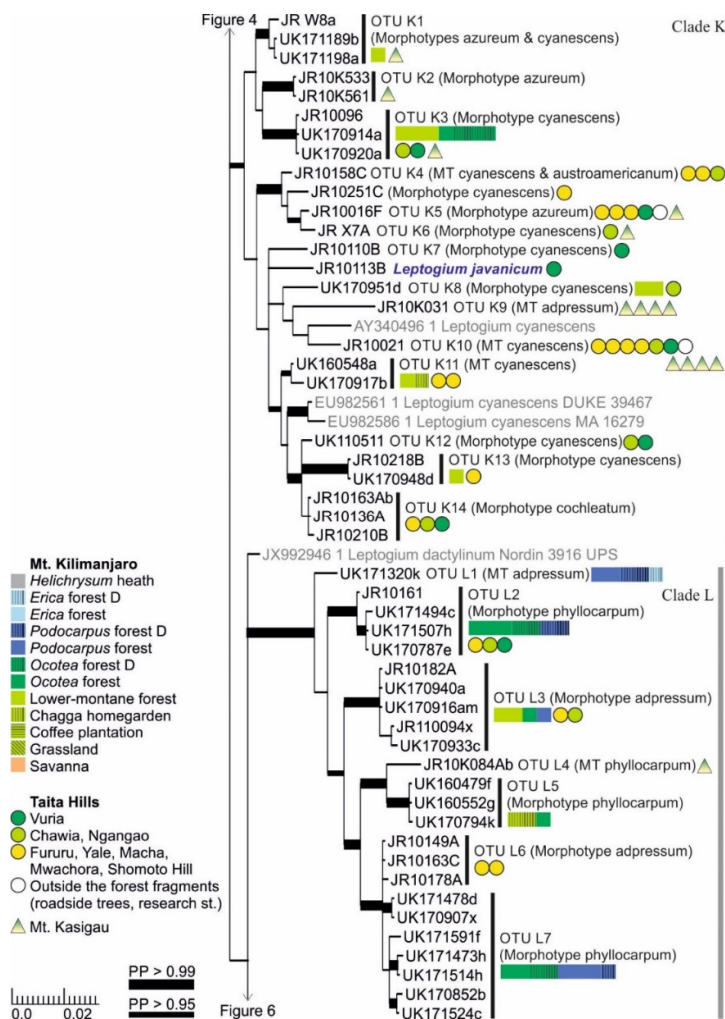 Figure 4
Clade K
JR W8a
UK171189b
UK171198a
OTU K1
(Morphotypes azureum & cyanescens)
JR10K533
JR10K561
OTU K2 (Morphotype azureum)
JR10096
UK170914a
UK170920a
OTU K3 (Morphotype cyanescens)
JR10158C OTU K4 (MT cyanescens & austroamericanum)
JR10251C (Morphotype cyanescens)
JR10016F OTU K5 (Morphotype azureum)
JR X7A OTU K6 (Morphotype cyanescens)
JR10110B OTU K7 (Morphotype cyanescens)
JR10113B Leptogium javanicum
UK170951d OTU K8 (Morphotype cyanescens)
JR10K031 OTU K9 (MT adpressum)
AY340496 1 Leptogium cyanescens
JR10021 OTU K10 (MT cyanescens)
UK160548a
UK170917b
OTU K11 (MT cyanescens)
EU982561 1 Leptogium cyanescens DUKE 39467
EU982586 1 Leptogium cyanescens MA 16279
UK110511 OTU K12 (Morphotype cyanescens)
JR10218B
UK170948d
OTU K13 (Morphotype cyanescens)
JR10163Ab
JR10136A
JR10210B
OTU K14 (Morphotype cochleatum)
JX992946 1 Leptogium dactylinum Nordin 3916 UPS
UK171320k OTU L1 (MT adpressum)
Clade L
JR10161
UK171494c
UK171507h
UK170787e
OTU L2
(Morphotype phyllocarpum)
JR10182A
UK170940a
UK170916am
JR110094x
UK170933c
OTU L3 (Morphotype adpressum)
JR10K084Ab OTU L4 (MT phyllocarpum)
UK160479f
UK160552g
UK170794k
OTU L5
(Morphotype phyllocarpum)
JR10149A
JR10163C
JR10178A
OTU L6 (Morphotype adpressum)
UK171478d
UK170907x
UK171591f
UK171473h
UK171514h
UK170852b
UK171524c
OTU L7
(Morphotype phyllocarpum)
Figure 6
Mt. Kilimanjaro
Helichrysum heath
Erica forest D
Erica forest
Podocarpus forest D
Podocarpus forest
Ocotea forest D
Ocotea forest
Lower-montane forest
Chagga homegarden
Coffee plantation
Grassland
Savanna
Taita Hills
Vuria
Chawia, Ngangao
Fururu, Yale, Macha,
Mwachora, Shomoto Hill
Outside the forest fragments
(roadside trees, research st.)
Mt. Kasigau
PP > 0.99
PP > 0.95
0.0 0.02